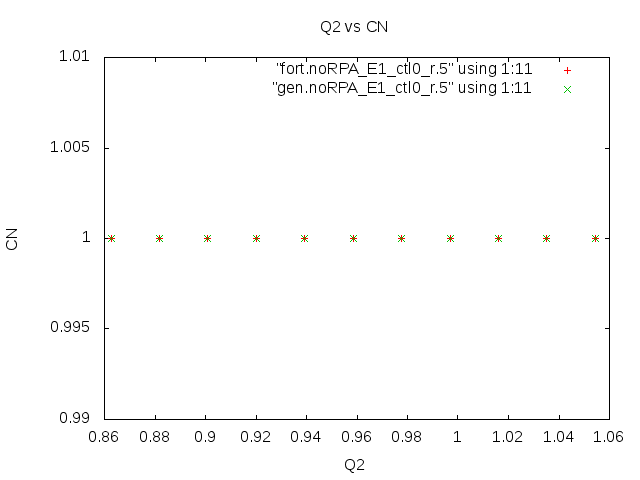 Q2 vs CN
"fort.noRPA_E1_ctl0_r.5" using 1:11
"gen.noRPA_E1_ctl0_r.5" using 1:11
1.01
1.005
1
0.995
0.99
CN
0.86 0.88 0.9 0.92 0.94 0.96 0.98 1 1.02 1.04 1.06
Q2